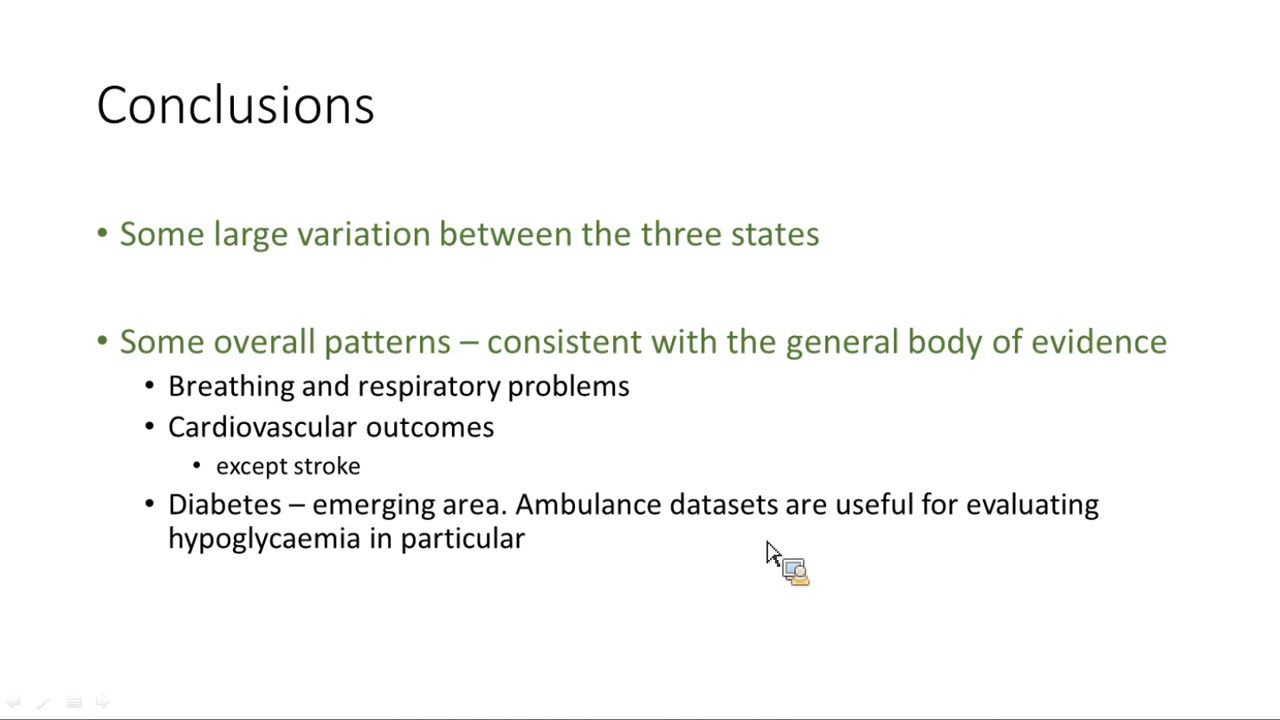 Conclusions
• Some large variation between the three states
• Some overall patterns – consistent with the general body of evidence
• Breathing and respiratory problems
• Cardiovascular outcomes
• except stroke
• Diabetes – emerging area. Ambulance datasets are useful for evaluating
hypoglycaemia in particular